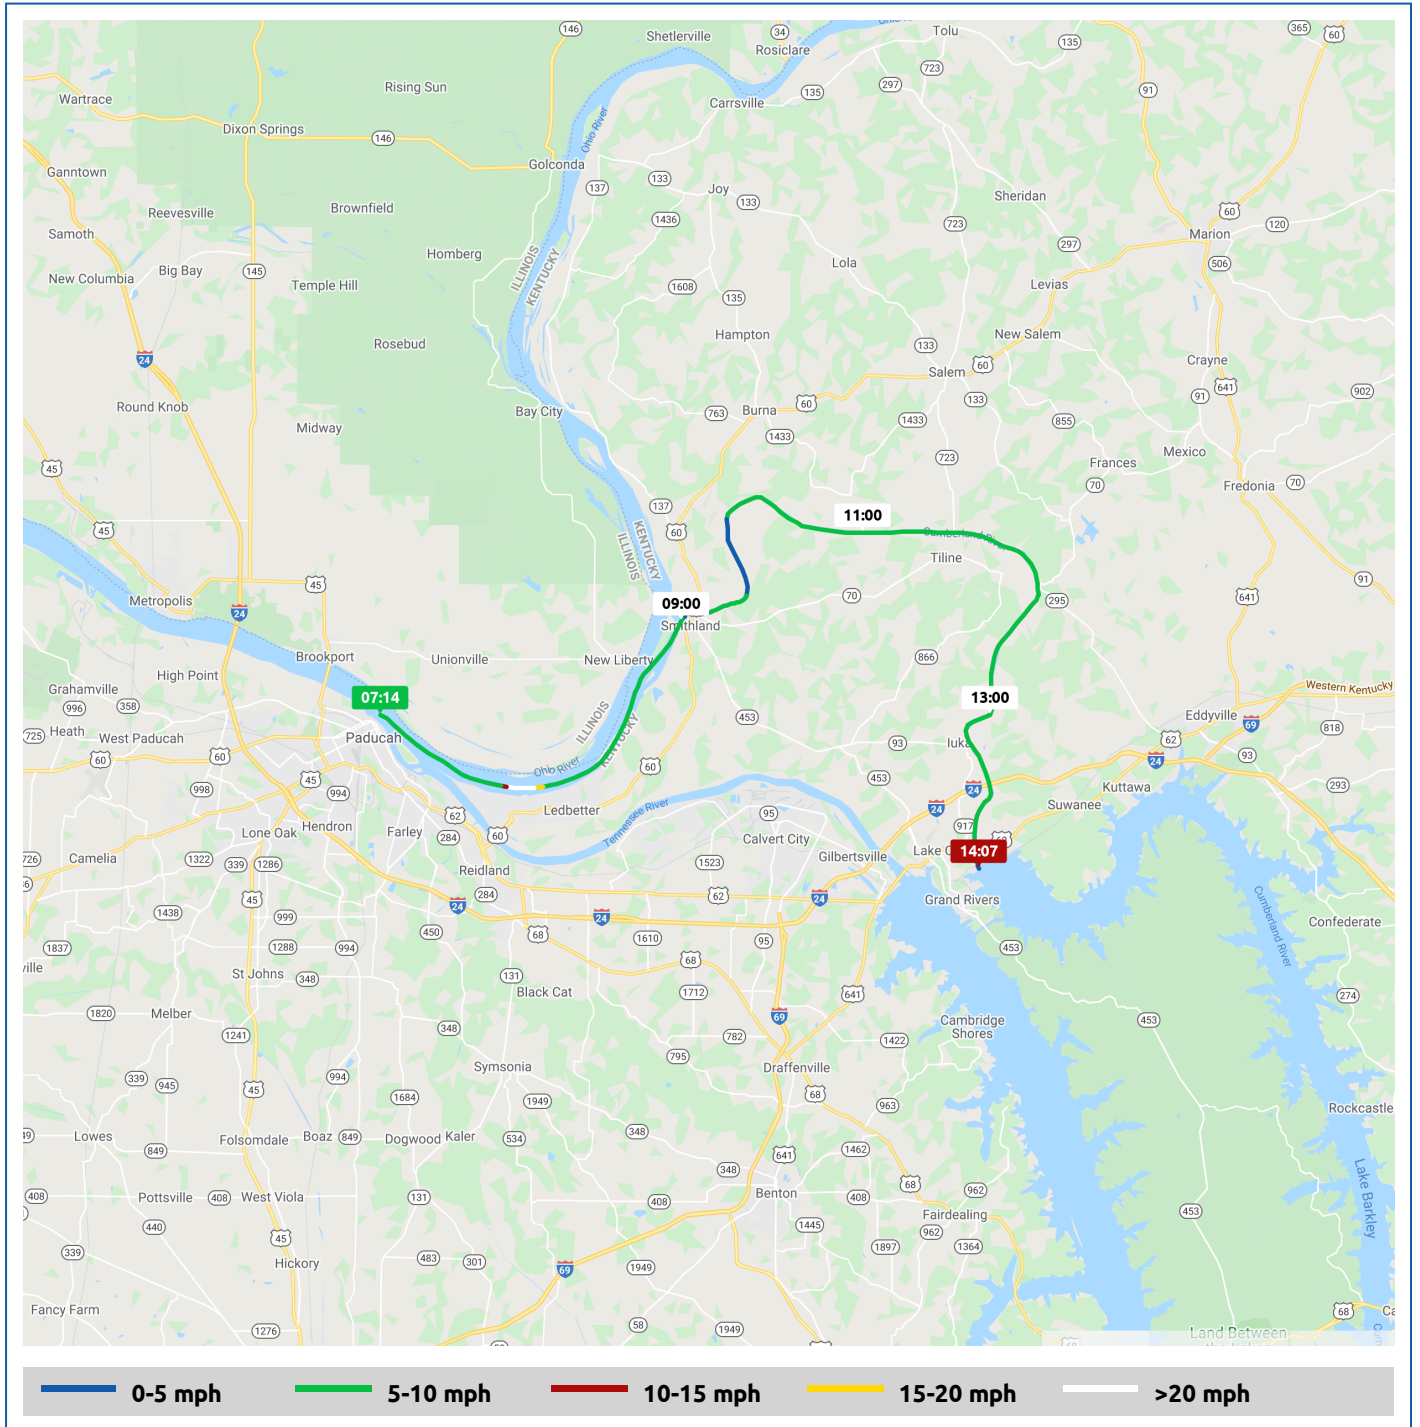 146
Shetlerville
34
Rosiclare
Tolu
135
365
60
723
Rising Sun
297
91
Wartrace
Carrsville
135
Dixon Springs
146
Ohio River
Golconda
Ganntown
137
133
Joy
133
Sheridan
Reevesville
Brownfield
1436
723
60
120
Samoth
Marion
297
Homberg
ILLINOIS
KENTUCKY
Lola
506
New Columbia
Big Bay
145
Temple Hill
1608
135
Levias
Hampton
New Salem
Rosebud
133
24
60
Crayne
Salem
641
91
902
Round Knob
133
Bay City
763
Burna
60
1433
855
Midway
1433
45
723
Frances
Mexico
70
Fredonia
70
137
11:00
45
60
KENTUCKY
ILLINOIS
Cumberland River
Tiline
45
91
Metropolis
24
09:00
70
295
641
Smithland
Brookport
Unionville
New Liberty
866
High Point
Grahamville
07:14
13:00
Western Kentucky
996
358
453
Eddyville
69
818
725
Heath
West Paducah
Paducah
ILLINOIS
KENTUCKY
93
Iuka
62
93
60
60
Ohio River
60
24
45
453
24
Kuttawa
293
998
994
Ledbetter
24
Suwanee
62
Tennessee River
95
917
Lone Oak
Hendron
Farley
284
60
Calvert City
726
Camelia
1322
339
1286
Reidland
1523
Gilbertsville
14:07
45
284
62
24
Grand Rivers
24
24
1438
999
Cumberland River
Confederate
450
68
1610
95
1837
1288
994
453
St Johns
348
131
68
Black Cat
1712
641
274
1820
Melber
69
Cambridge
Shores
453
1241
348
782
1422
795
Symsonia
Draffenville
339
945
994
45
1684
1949
68
963
Rockcastle
Lowes
Folsomdale
Boaz
849
Dogwood
Kaler
534
348
849
641
1462
348
408
Pottsville
408
West Viola
131
68
962
Benton
408
408
453
Lake Barkley
440
1445
Fairdealing
962
45
339
483
301
1897
1364
Hickory
69
1949
Fancy Farm
68
1276
58
1949
Land Between
0-5 mph
5-10 mph
10-15 mph
15-20 mph
>20 mph